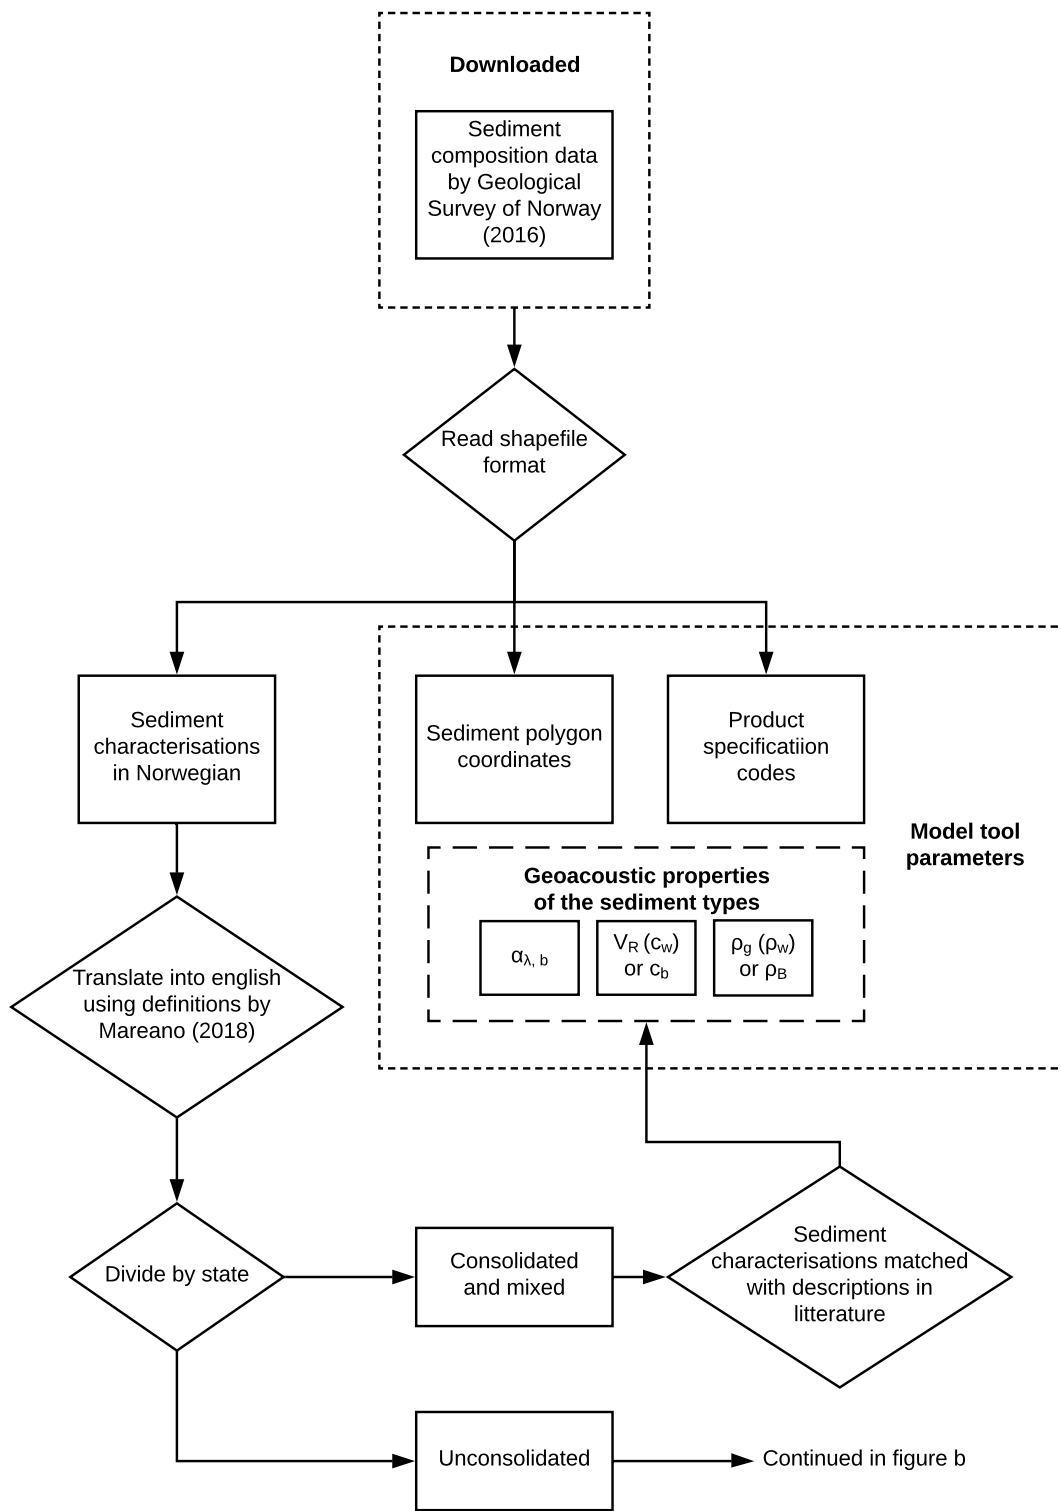 Downloaded
Sediment
composition data
by Geological
Survey of Norway
(2016)
Read shapefile
format
Sediment
characterisations
in Norwegian
Sediment polygon
coordinates
Product
specificatiion
codes
Model tool
parameters
Geoacoustic properties
of the sediment types
αλ, b
VR (cw)
or cb
ρg (ρw)
or ρB
Translate into english
using definitions by
Mareano (2018)
Divide by state
Consolidated
and mixed
Sediment
characterisations matched
with descriptions in
litterature
Unconsolidated
Continued in figure b